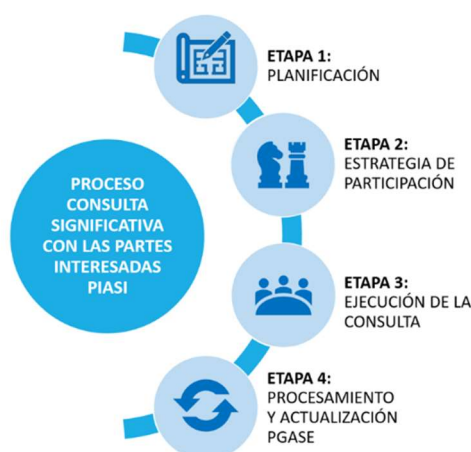 PROCESO
CONSULTA
SIGNIFICATIVA
CON LAS PARTES
INTERESADAS
PIASI
ETAPA 1:
PLANIFICACIÓN
ETAPA 2:
ESTRATEGIA DE
PARTICIPACIÓN
ETAPA 3:
EJECUCIÓN DE LA
CONSULTA
ETAPA 4:
PROCESAMIENTO
Y ACTUALIZACIÓN
PGASE